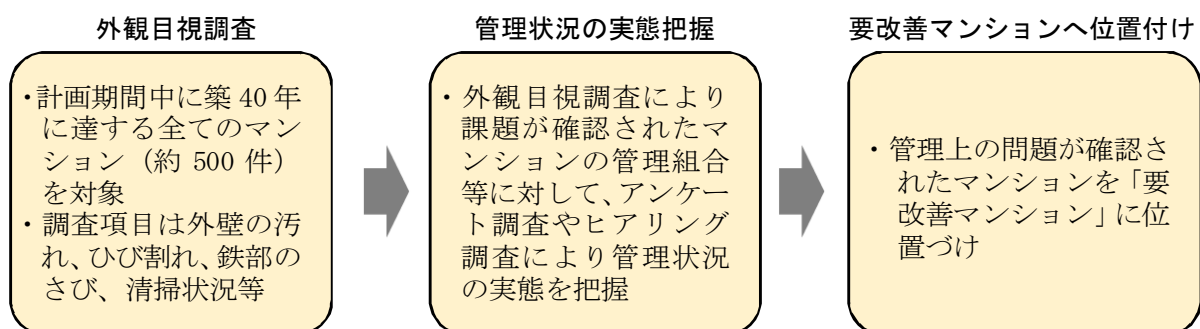 外観目視調査
・計画期間中に築 40 年
に達する全てのマン
ション（約 500 件）
を対象
・調査項目は外壁の汚
れ、ひび割れ、鉄部の
さび、清掃状況等
管理状況の実態把握
・外観目視調査により
課題が確認されたマ
ンションの管理組合
等に対して、アンケー
ト調査やヒアリング
調査により管理状況
の実態を把握
要改善マンションへ位置付け
・管理上の問題が確認さ
れたマンションを「要
改善マンション」に位
置づけ